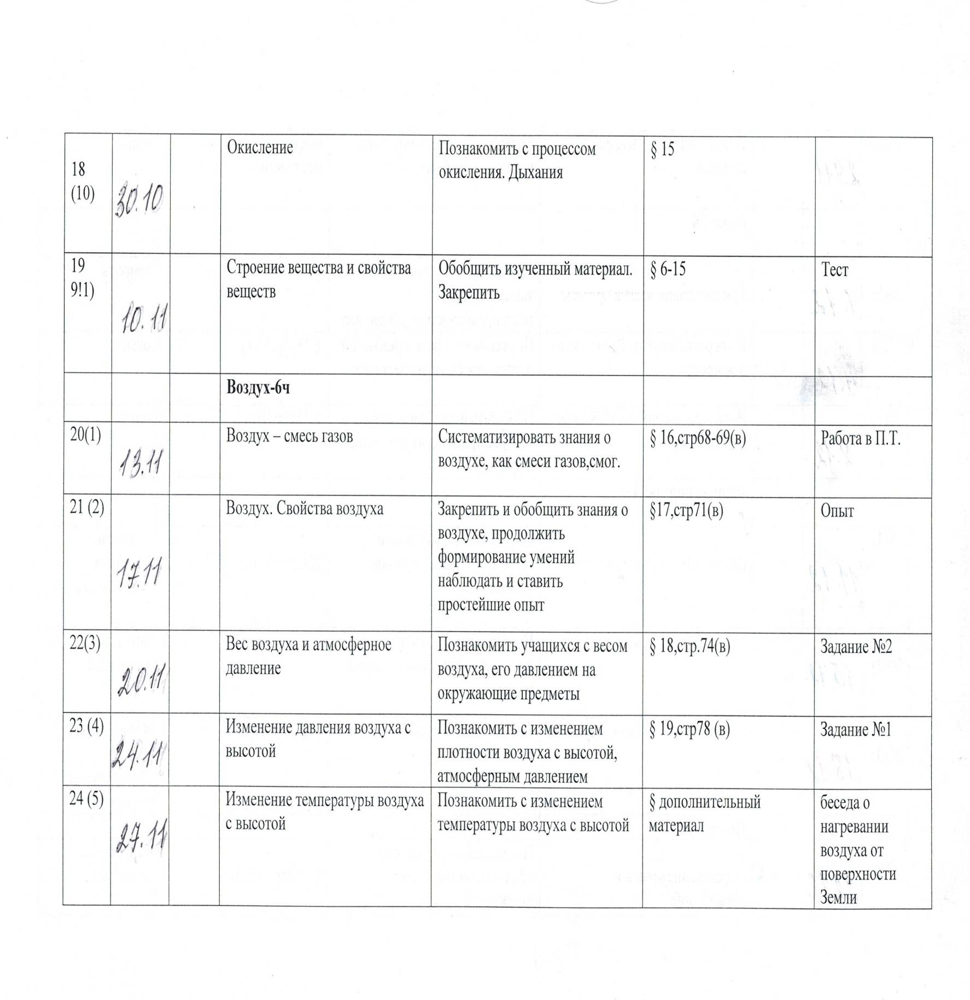 18
(10)
30.10
Окисление
Познакомить с процессом
окисления. Дыхания
§ 15
19
9!1)
10.11
Строение вещества и свойства
веществ
Обобщить изученный материал.
Закрепить
§ 6-15
Тест
Воздух-6ч
20(1)
13.11
Воздух – смесь газов
Систематизировать знания о
воздухе, как смеси газов,смог.
§ 16,стр68-69(в)
Работа в П.Т.
21 (2)
17.11
Воздух. Свойства воздуха
Закрепить и обобщить знания о
воздухе, продолжить
формирование умений
наблюдать и ставить
простейшие опыт
§17,стр71(в)
Опыт
22(3)
20.11
Вес воздуха и атмосферное
давление
Познакомить учащихся с весом
воздуха, его давлением на
окружающие предметы
§ 18,стр.74(в)
Задание №2
23 (4)
24.11
Изменение давления воздуха с
высотой
Познакомить с изменением
плотности воздуха с высотой,
атмосферным давлением
§ 19,стр78 (в)
Задание №1
24 (5)
27.11
Изменение температуры воздуха
с высотой
Познакомить с изменением
температуры воздуха с высотой
§ дополнительный
материал
беседа о
нагревании
воздуха от
поверхности
Земли